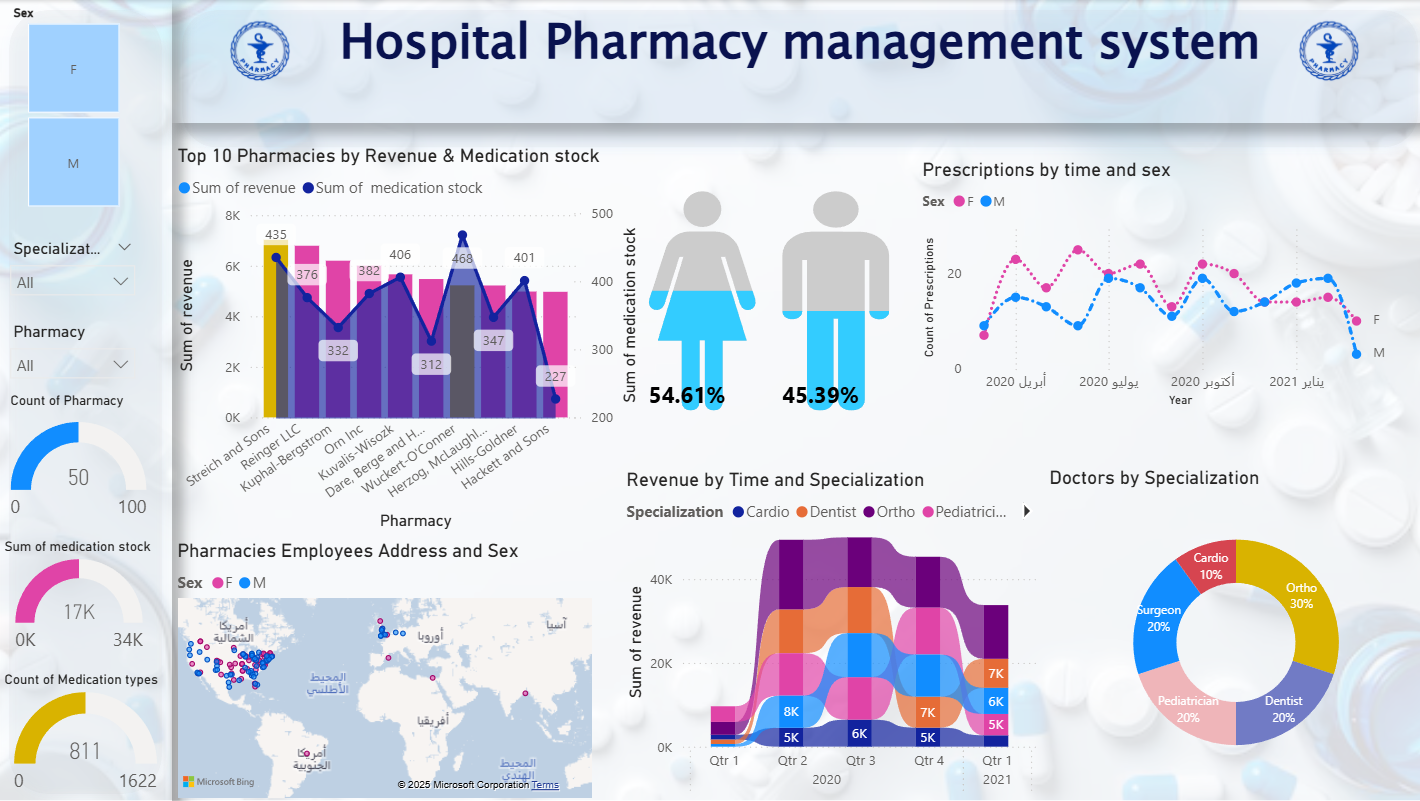 Sex
F
M
Specializat...
All
Pharmacy
All
Count of Pharmacy
50
0
100
Sum of medication stock
17K
0K
34K
Count of Medication types
811
0
1622
PHARMACY
Hospital Pharmacy management system
PHARMACY
Top 10 Pharmacies by Revenue & Medication stock
Sum of revenue
Sum of medication stock
Sum of revenue
8K
6K
4K
2K
0K
435
376
332
382
406
312
468
347
401
227
500
400
300
200
Sum of medication stock
Streich and Sons
Reinger LLC
Kuphal-Bergstrom
Orn Inc
Kuvalis-Wisozk
Dare, Berge and H...
Wuckert-O'Conner
Herzog, McLaughl...
Hills-Goldner
Hackett and Sons
Pharmacy
54.61%
45.39%
Prescriptions by time and sex
Sex F M
Count of Prescriptions
20
0
F
M
أبريل 2020
يوليو 2020
أكتوبر 2020
يناير 2021
Year
Pharmacies Employees Address and Sex
Sex F M
أمريكا
الشمالية
أوروبا
آسيا
المحيط
الأطلسي
أفريقيا
أمريكا
الجنوبية
المحيط
الهندي
Microsoft Bing
© 2025 Microsoft Corporation Terms
Revenue by Time and Specialization
Specialization Cardio Dentist Ortho Pediatrici...
Sum of revenue
40K
20K
0K
8K
5K
6K
7K
5K
7K
6K
5K
Qtr 1
Qtr 2
Qtr 3
Qtr 4
Qtr 1
2020
2021
Doctors by Specialization
Cardio
10%
Ortho
30%
Surgeon
20%
Pediatrician
20%
Dentist
20%